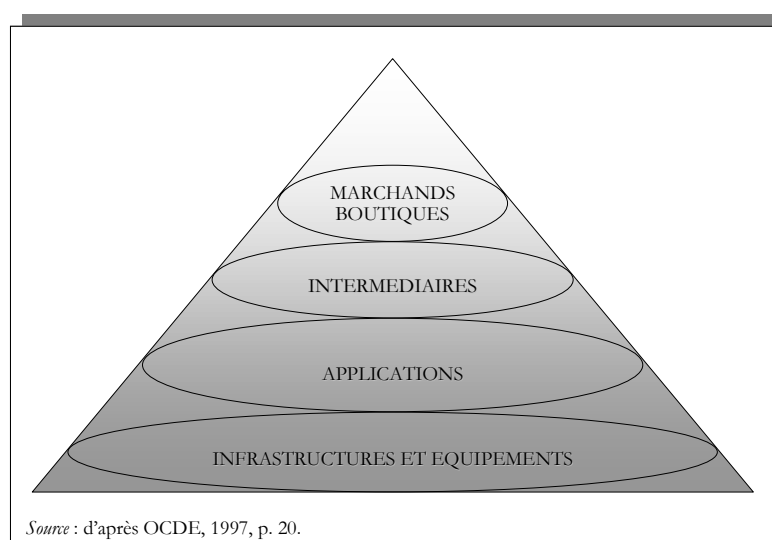 MARCHANDS
BOUTIQUES
INTERMEDIAIRES
APPLICATIONS
INFRASTRUCTURES ET EQUIPEMENTS
Source : d'après OCDE, 1997, p. 20.